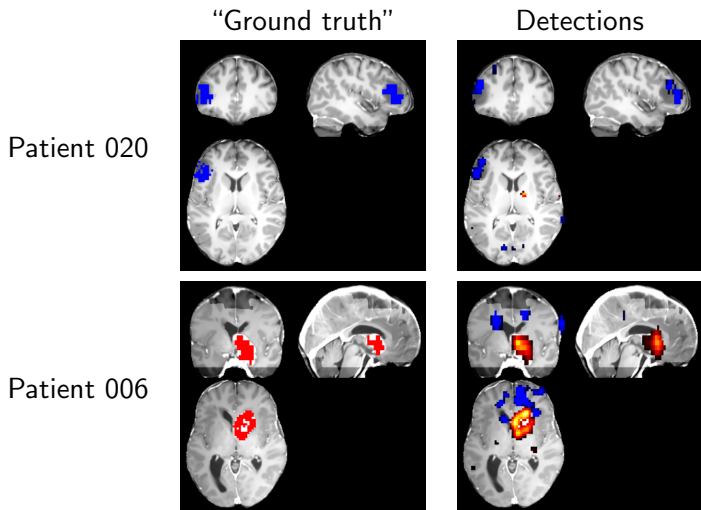 “Ground truth”
Detections
Patient 020
Patient 006